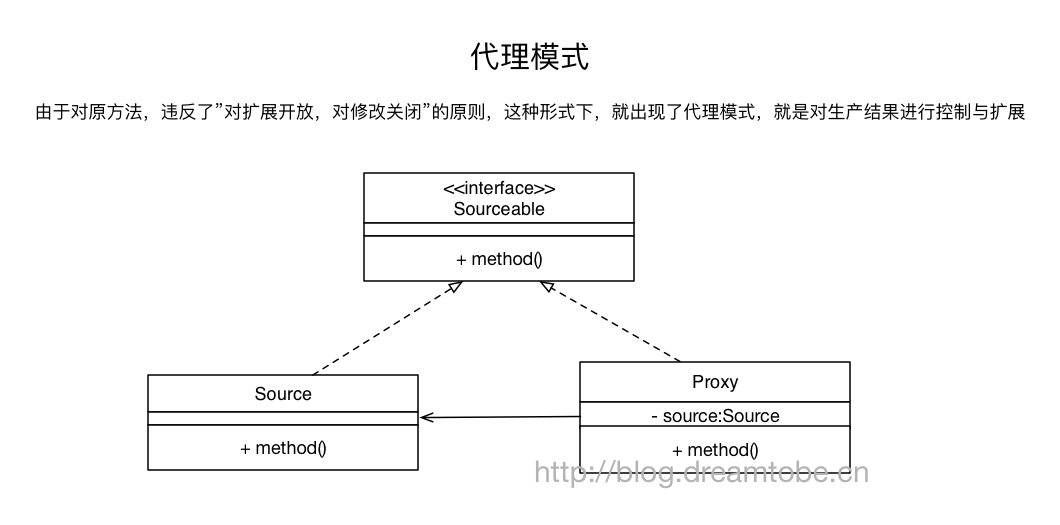 代理模式
由于对原方法，违反了”对扩展开放，对修改关闭”的原则，这种形式下，就出现了代理模式，就是对生产结果进行控制与扩展
<<interface>>
Sourceable
+ method()
Source
+ method()
Proxy
- source:Source
+ method()
http://blog.dreamtobe.cn